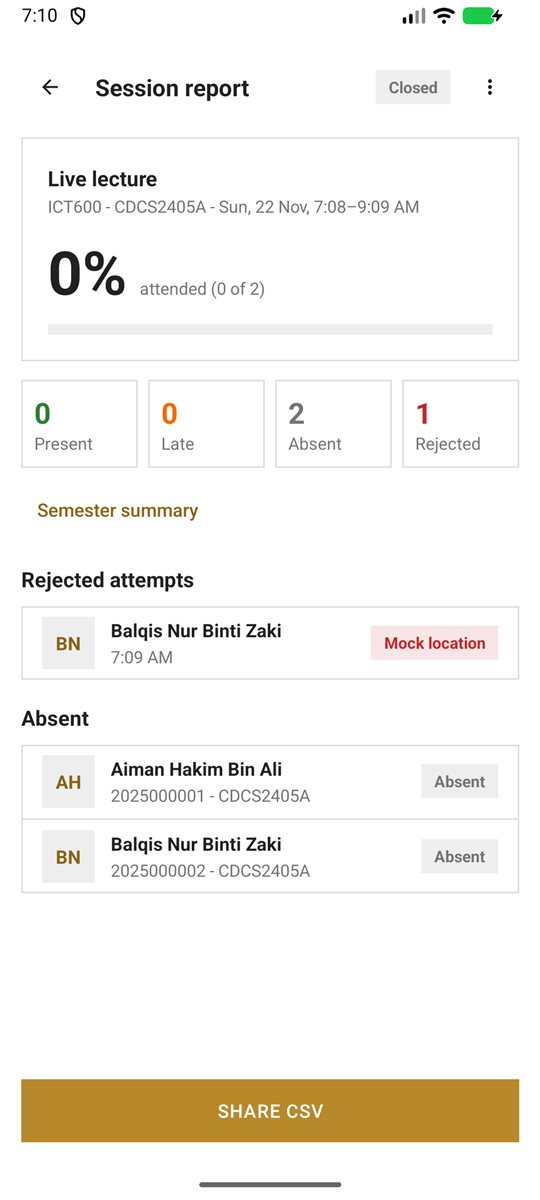 7:10
Session report
Closed
Live lecture
ICT600 - CDCS2405A - Sun, 22 Nov, 7:08–9:09 AM
0% attended (0 of 2)
0
Present
0
Late
2
Absent
1
Rejected
Semester summary
Rejected attempts
BN
Balqis Nur Binti Zaki
7:09 AM
Mock location
Absent
AH
Aiman Hakim Bin Ali
2025000001 - CDCS2405A
Absent
BN
Balqis Nur Binti Zaki
2025000002 - CDCS2405A
Absent
SHARE CSV